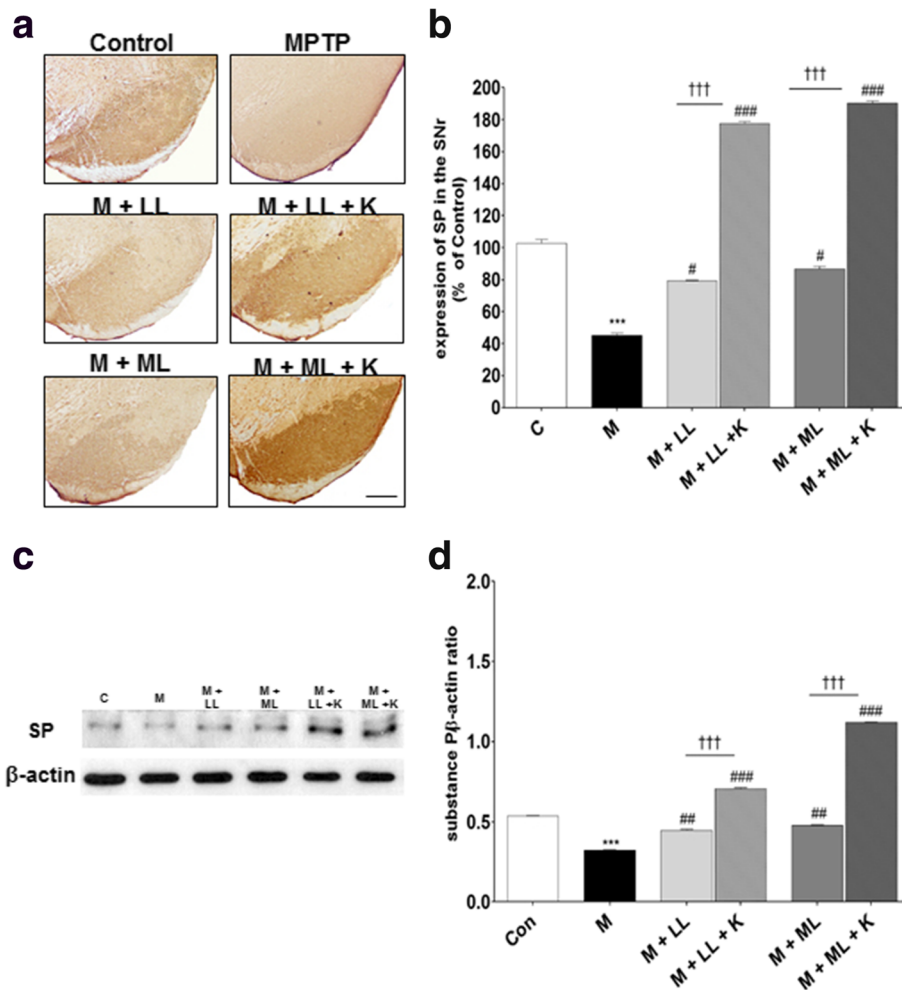 a
Control
MPTP
M + LL
M + LL + K
M + ML
M + ML + K
b
expression of SP in the SNr
(% of Control)
200
180
160
140
120
100
80
60
40
20
0
***
#
†††
###
#
†††
###
C
M
M + LL
M + LL +K
M + ML
M + ML + K
c
C
M
M +
LL
M +
ML
M +
LL +K
M +
ML +K
SP
β-actin
d
substance Pβ-actin ratio
2.0
1.5
1.0
0.5
0.0
***
##
†††
###
##
†††
###
Con
M
M + LL
M + LL + K
M + ML
M + ML + K